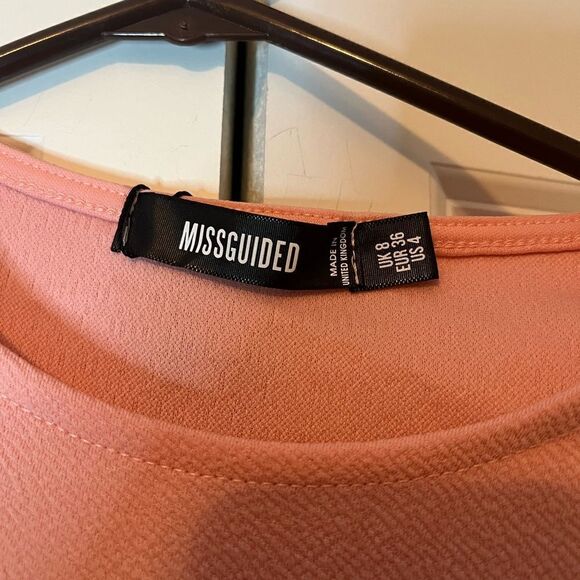 MISSGUIDED
MADE IN
UNITED KINGDOM
UK 8
EUR 36
US 4